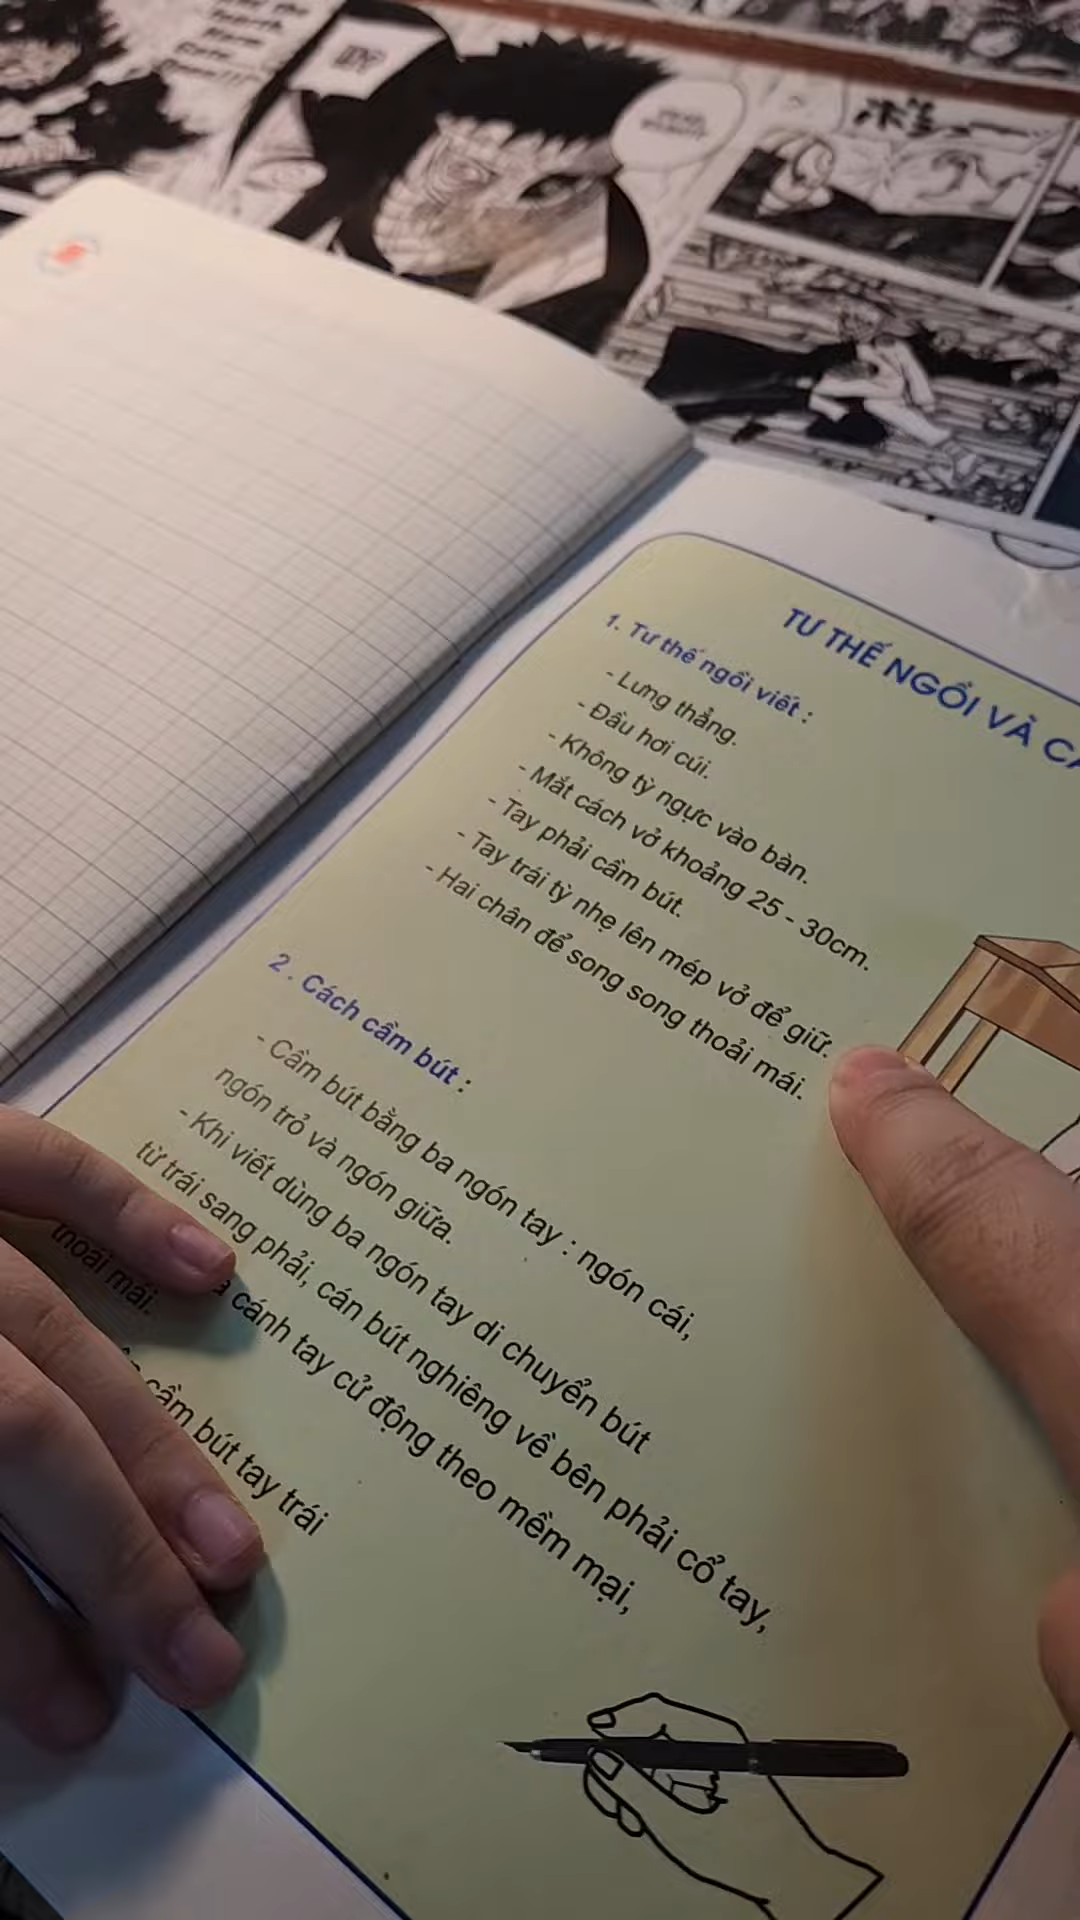 TƯ THẾ NGỒI VÀ
1. Tư thế ngồi viết :
- Lưng thẳng.
- Đầu hơi cúi.
- Không tỳ ngực vào bàn.
- Mắt cách vở khoảng 25 - 30cm.
- Tay phải cầm bút.
- Tay trái tỳ nhẹ lên mép vở để giữ.
- Hai chân để song song thoải mái.
2 . Cách cầm bút :
- Cầm bút bằng ba ngón tay : ngón cái,
ngón trỏ và ngón giữa.
- Khi viết dùng ba ngón tay di chuyển bút
từ trái sang phải, cán bút nghiêng về bên phải cổ tay,
cánh tay cử động theo mềm mại,
thoải mái.
cầm bút tay trái